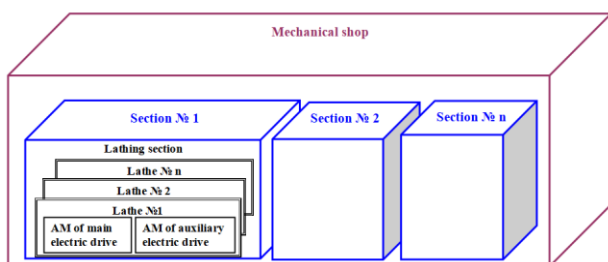 Mechanical shop
Section № 1
Section № 2
Section № n
Lathing section
Lathe № n
Lathe № 2
Lathe №1
AM of main
electric drive
AM of auxiliary
electric drive